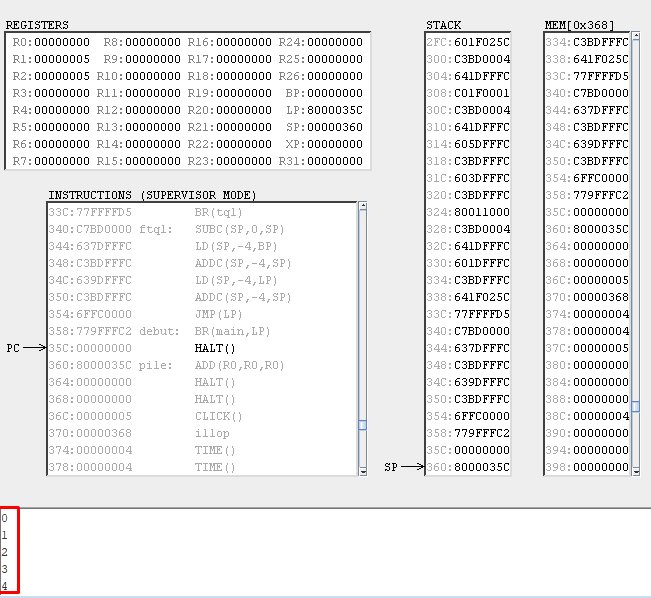 REGISTERS
R0:00000000 R8:00000000 R16:00000000 R24:00000000
R1:00000005 R9:00000000 R17:00000000 R25:00000000
R2:00000005 R10:00000000 R18:00000000 R26:00000000
R3:00000000 R11:00000000 R19:00000000 BP:00000000
R4:00000000 R12:00000000 R20:00000000 LP:8000035C
R5:00000000 R13:00000000 R21:00000000 SP:00000360
R6:00000000 R14:00000000 R22:00000000 XP:00000000
R7:00000000 R15:00000000 R23:00000000 R31:00000000
INSTRUCTIONS (SUPERVISOR MODE)
33C:77FFFFD5 BR(tql)
340:C7BD0000 ftql: SUBC(SP,0,SP)
344:637DFFFC LD(SP,-4,BP)
348:C3BDFFFC ADDC(SP,-4,SP)
34C:639DFFFC LD(SP,-4,LP)
350:C3BDFFFC ADDC(SP,-4,SP)
354:6FFC0000 JMP(LP)
358:779FFFC2 debut: BR(main,LP)
PC
35C:00000000 HALT()
360:8000035C pile: ADD(R0,R0,R0)
364:00000000 HALT()
368:00000000 HALT()
36C:00000005 CLICK()
370:00000368 illop
374:00000004 TIME()
378:00000004 TIME()
STACK
2FC:601F025C
300:C3BD0004
304:641DFFFC
308:C01F0001
30C:C3BD0004
310:641DFFFC
314:605DFFFC
318:C3BDFFFC
31C:603DFFFC
320:C3BDFFFC
324:80011000
328:C3BD0004
32C:641DFFFC
330:601DFFFC
334:C3BDFFFC
338:641F025C
33C:77FFFFD5
340:C7BD0000
344:637DFFFC
348:C3BDFFFC
34C:639DFFFC
350:C3BDFFFC
354:6FFC0000
358:779FFFC2
35C:00000000
SP
360:8000035C
MEM[0x368]
334:C3BDFFFC
338:641F025C
33C:77FFFFD5
340:C7BD0000
344:637DFFFC
348:C3BDFFFC
34C:639DFFFC
350:C3BDFFFC
354:6FFC0000
358:779FFFC2
35C:00000000
360:8000035C
364:00000000
368:00000000
36C:00000005
370:00000368
374:00000004
378:00000004
37C:00000005
380:00000000
384:00000000
388:00000000
38C:00000004
390:00000000
394:00000000
398:00000000
0
1
2
3
4